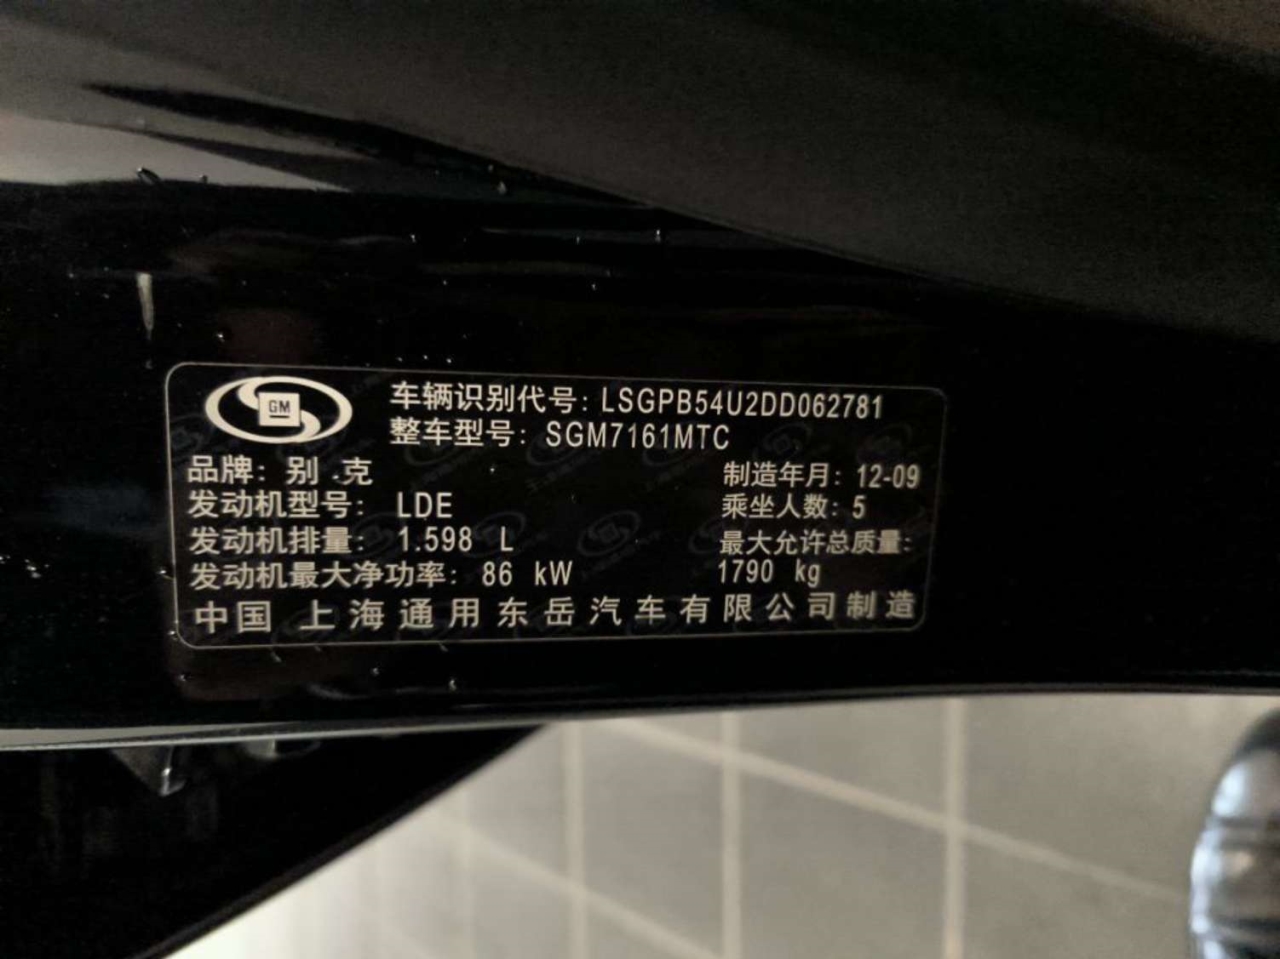 GM
车辆识别代号: LSGPB54U2DD062781
整车型号: SGM7161MTC
品牌: 别 克
制造年月: 12-09
发动机型号: LDE
乘坐人数: 5
发动机排量: 1.598 L
最大允许总质量:
1790 kg
发动机最大净功率: 86 kW
中国 上海通用东岳汽车有限公司制造